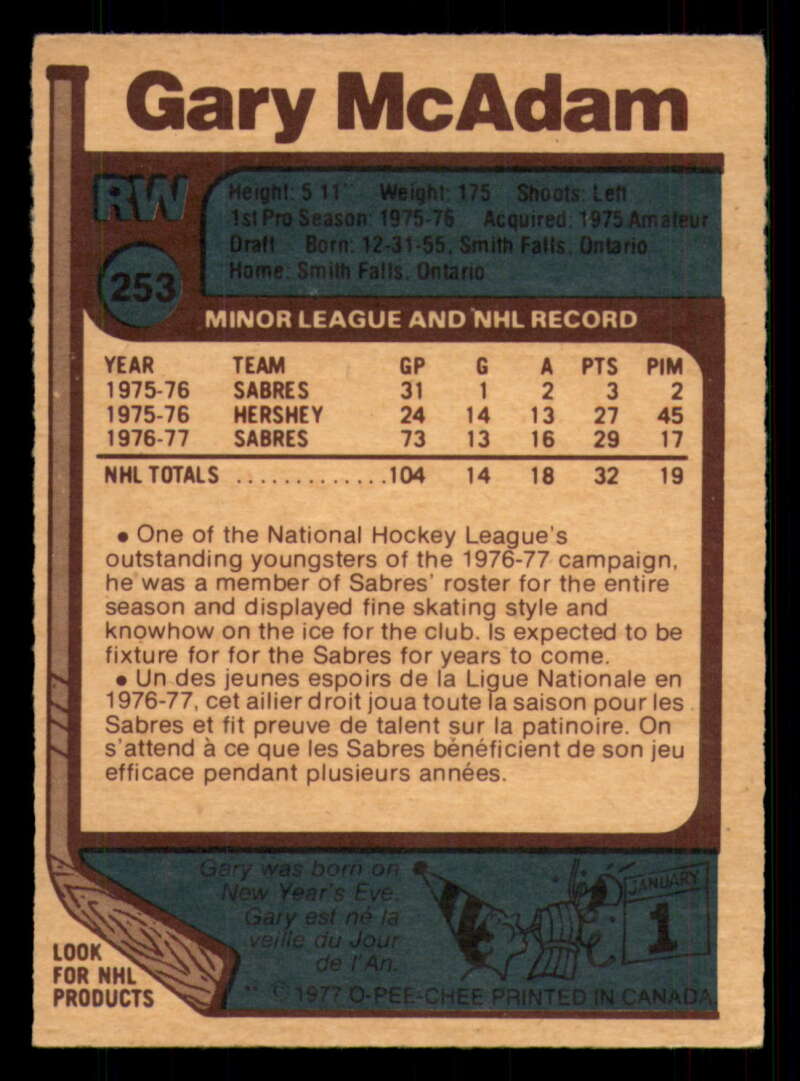 Gary McAdam
RW
253
Height: 5'11" Weight: 175 Shoots: Left
1st Pro Season: 1975-76 Acquired: 1975 Amateur
Draft Born: 12-31-55, Smith Falls, Ontario
Home: Smith Falls, Ontario
MINOR LEAGUE AND NHL RECORD
YEAR TEAM GP G A PTS PIM
1975-76 SABRES 31 1 2 3 2
1975-76 HERSHEY 24 14 13 27 45
1976-77 SABRES 73 13 16 29 17
NHL TOTALS .............104 14 18 32 19
• One of the National Hockey League's
outstanding youngsters of the 1976-77 campaign,
he was a member of Sabres' roster for the entire
season and displayed fine skating style and
knowhow on the ice for the club. Is expected to be
fixture for for the Sabres for years to come.
• Un des jeunes espoirs de la Ligue Nationale en
1976-77, cet ailier droit joua toute la saison pour les
Sabres et fit preuve de talent sur la patinoire. On
s'attend à ce que les Sabres bénéficient de son jeu
efficace pendant plusieurs années.
Gary was born on
New Year's Eve.
Gary est né la
veille du Jour
de l'An.
JANUARY
1
LOOK
FOR NHL
PRODUCTS
** © 1977 O-PEE-CHEE PRINTED IN CANADA